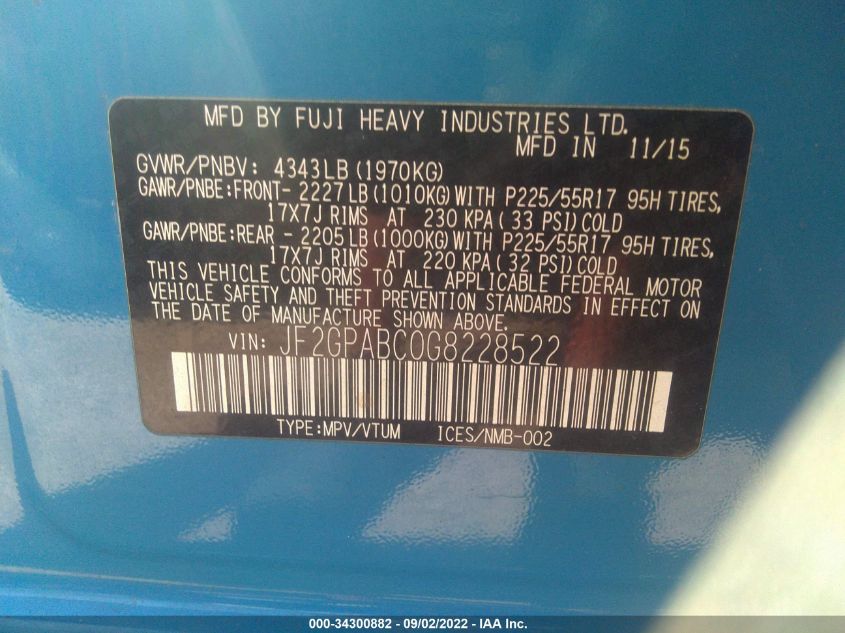 MFD BY FUJI HEAVY INDUSTRIES LTD.
MFD IN 11/15
GVWR/PNBV: 4343LB (1970KG)
GAWR/PNBE:FRONT- 2227LB (1010KG) WITH P225/55R17 95H TIRES,
17X7J RIMS AT 230 KPA (33 PSI) COLD
GAWR/PNBE:REAR - 2205LB (1000KG) WITH P225/55R17 95H TIRES,
17X7J RIMS AT 220 KPA (32 PSI) COLD
THIS VEHICLE CONFORMS TO ALL APPLICABLE FEDERAL MOTOR
VEHICLE SAFETY AND THEFT PREVENTION STANDARDS IN EFFECT ON
THE DATE OF MANUFACTURE SHOWN ABOVE.
VIN: JF2GPABC0G8228522
TYPE:MPV/VTUM ICES/NMB-002
000-34300882 - 09/02/2022 - IAA Inc.